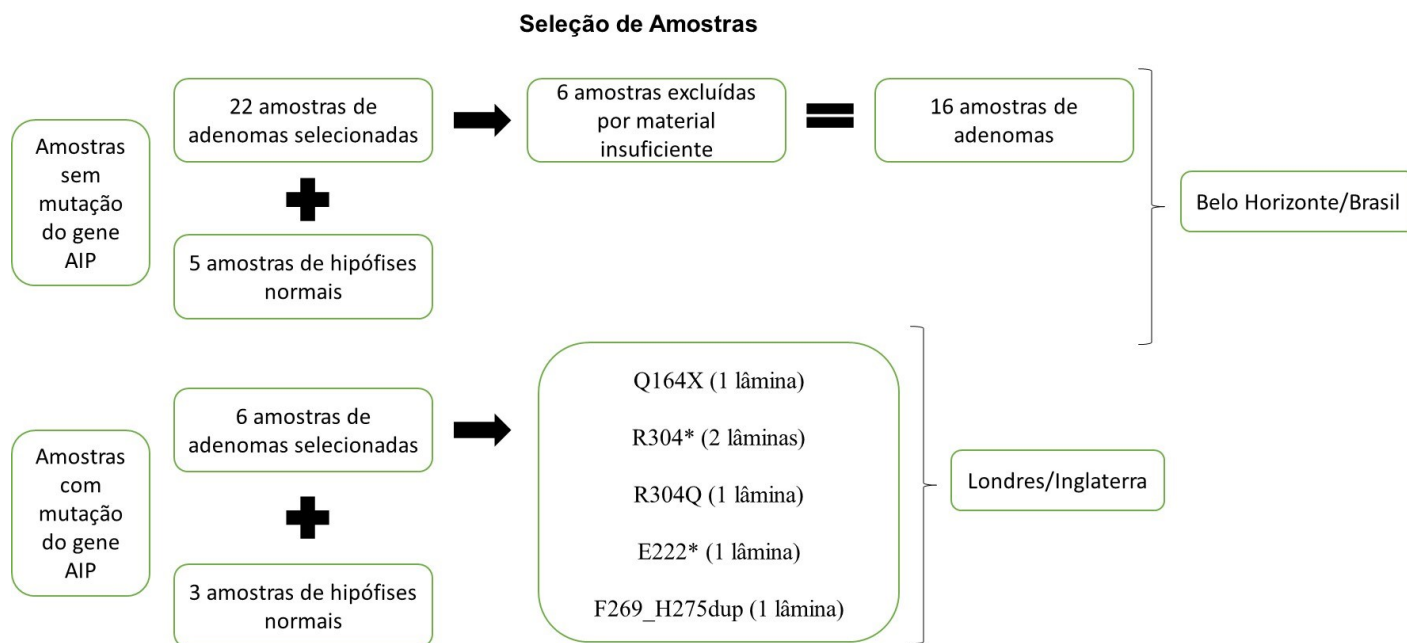 Seleção de Amostras
Amostras
sem
mutação
do gene
AIP
22 amostras de
adenomas selecionadas
5 amostras de hipófises
normais
6 amostras excluídas
por material
insuficiente
16 amostras de
adenomas
Belo Horizonte/Brasil
Amostras
com
mutação
do gene
AIP
6 amostras de
adenomas selecionadas
3 amostras de hipófises
normais
Q164X (1 lâmina)
R304* (2 lâminas)
R304Q (1 lâmina)
E222* (1 lâmina)
F269_H275dup (1 lâmina)
Londres/Inglaterra